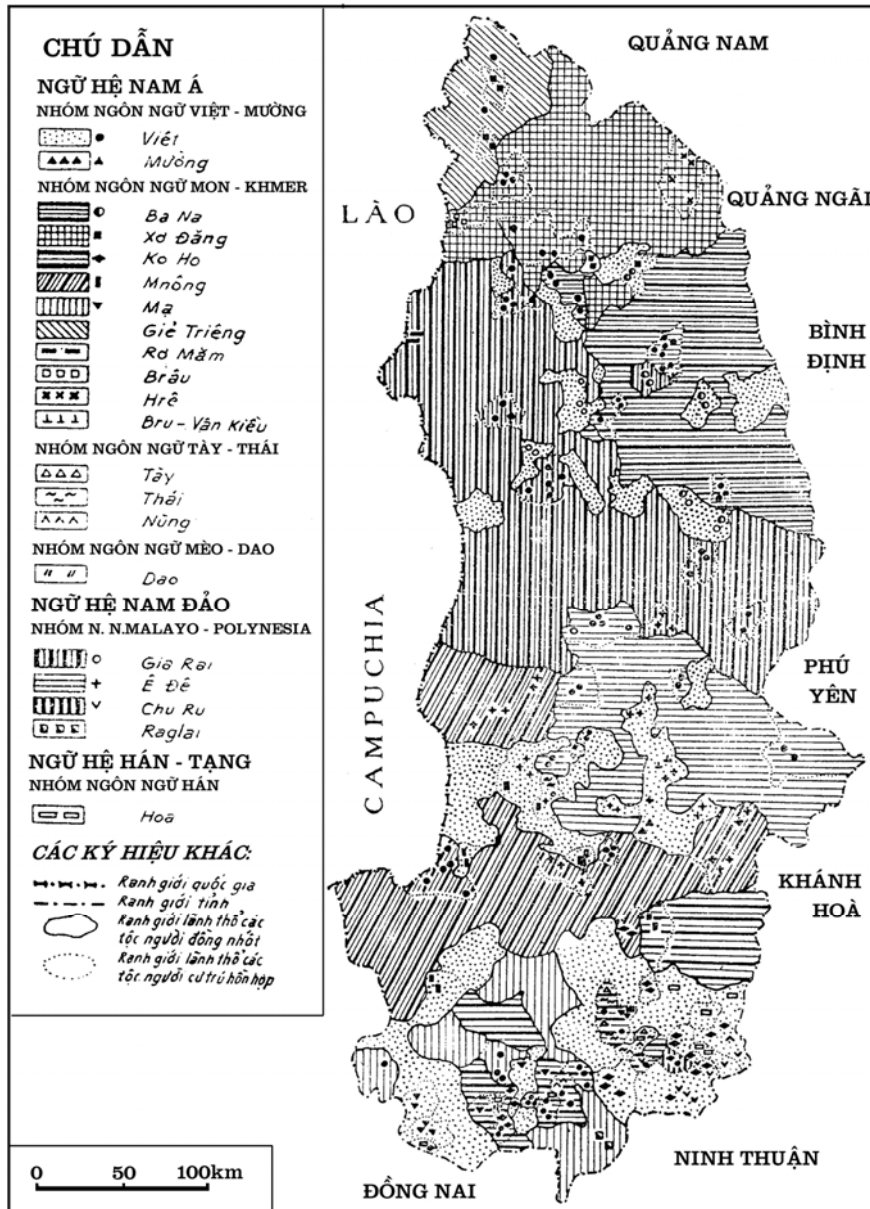 CHÚ DẪN
NGỮ HỆ NAM Á
NHÓM NGÔN NGỮ VIỆT - MƯỜNG
Việt
Mường
NHÓM NGÔN NGỮ MON - KHMER
Ba Na
Xơ Đăng
Kơ Ho
Mnông
Mạ
Giẻ Triêng
Rơ Măm
Brâu
Hrê
Bru - Vân Kiều
NHÓM NGÔN NGỮ TÀY - THÁI
Tày
Thái
Nùng
NHÓM NGÔN NGỮ MÈO - DAO
Dao
NGỮ HỆ NAM ĐẢO
NHÓM N. N.MALAYO - POLYNESIA
Gia Rai
Ê Đê
Chu Ru
Raglai
NGỮ HỆ HÁN - TẠNG
NHÓM NGÔN NGỮ HÁN
Hoa
CÁC KÝ HIỆU KHÁC:
Ranh giới quốc gia
Ranh giới tỉnh
Ranh giới lãnh thổ các
tộc người đồng nhất
Ranh giới lãnh thổ các
tộc người cư trú hỗn hợp
0 50 100km
QUẢNG NAM
LÀO
QUẢNG NGÃI
BÌNH
ĐỊNH
CAMPUCHIA
PHÚ
YÊN
KHÁNH
HOÀ
NINH THUẬN
ĐỒNG NAI